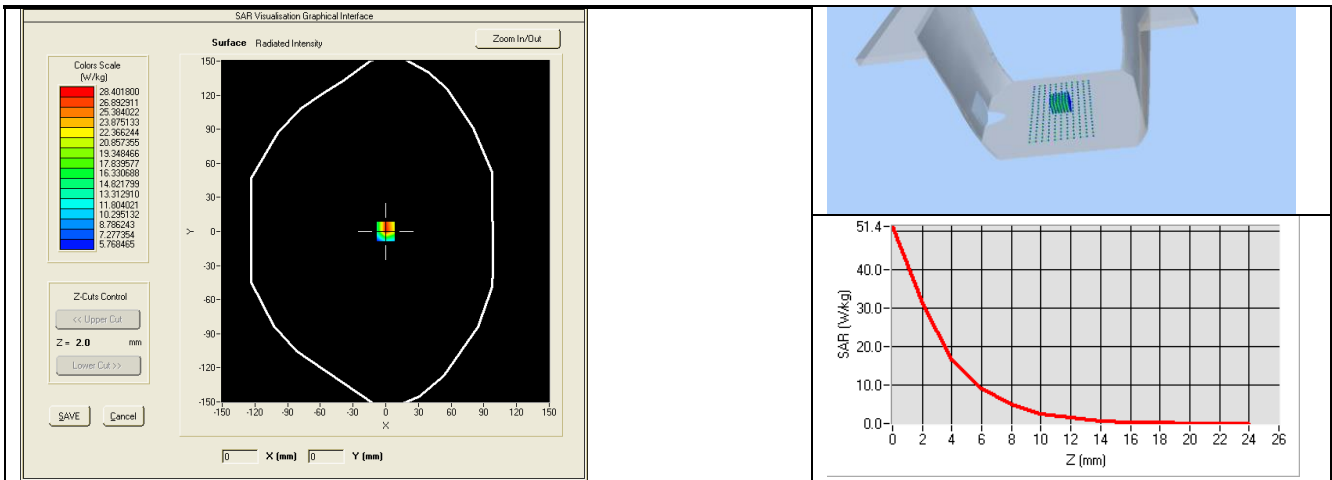 SAR Visualisation Graphical Interface
Surface Radiated Intensity
Zoom In/Out
Colors Scale
(W/kg)
28.401800
26.892911
25.384022
23.875133
22.366244
20.857355
19.348466
17.839577
16.330688
14.821799
13.312910
11.804021
10.295132
8.786243
7.277354
5.768465
Z-Cuts Control
<< Upper Cut
Z = 2.0 mm
Lower Cut >>
SAVE Cancel
150
120
90
60
30
0
-30
-60
-90
-120
-150
Y
-150 -120 -90 -60 -30 0 30 60 90 120 150
X
0 X (mm) 0 Y (mm)
51.4
40.0
30.0
20.0
10.0
0.0
SAR (W/kg)
0 2 4 6 8 10 12 14 16 18 20 22 24 26
Z (mm)